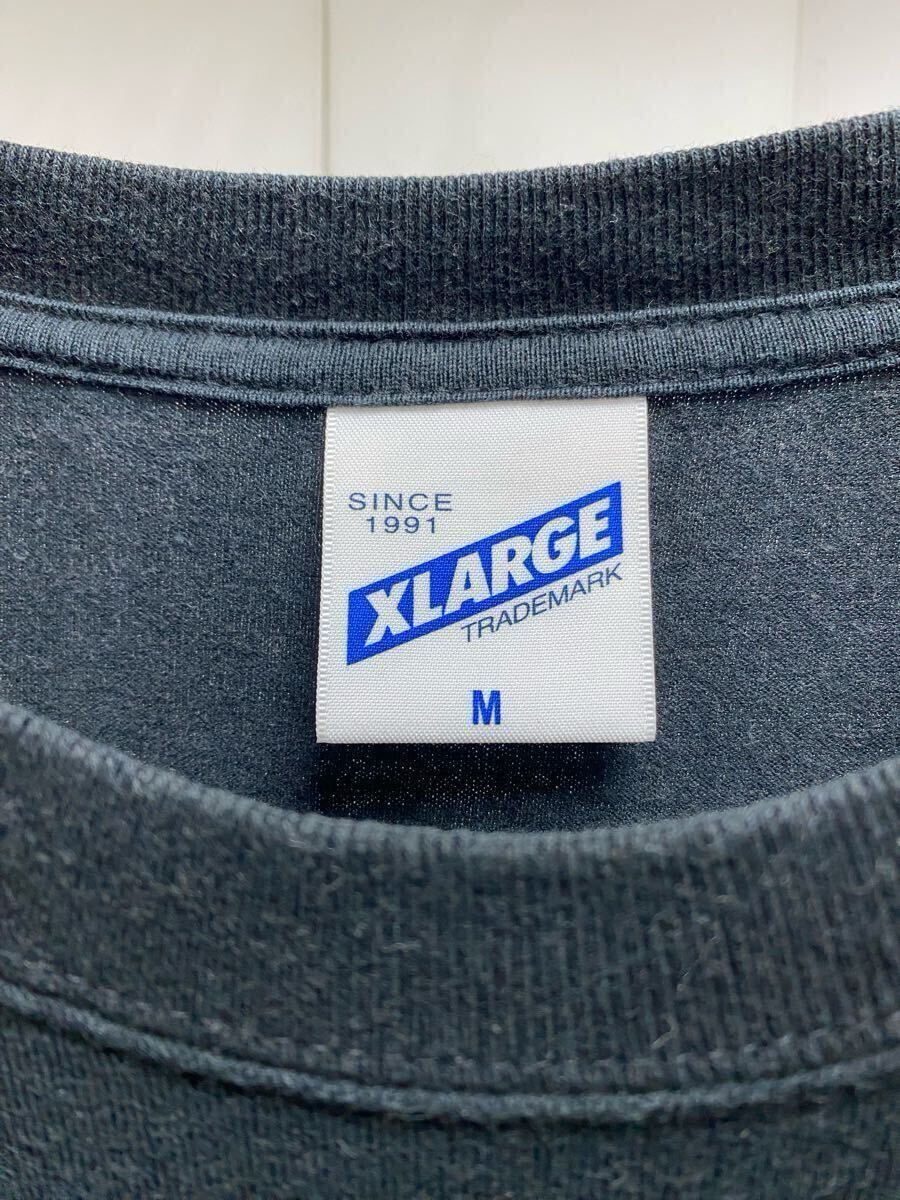 SINCE
1991
XLARGE
TRADEMARK
M